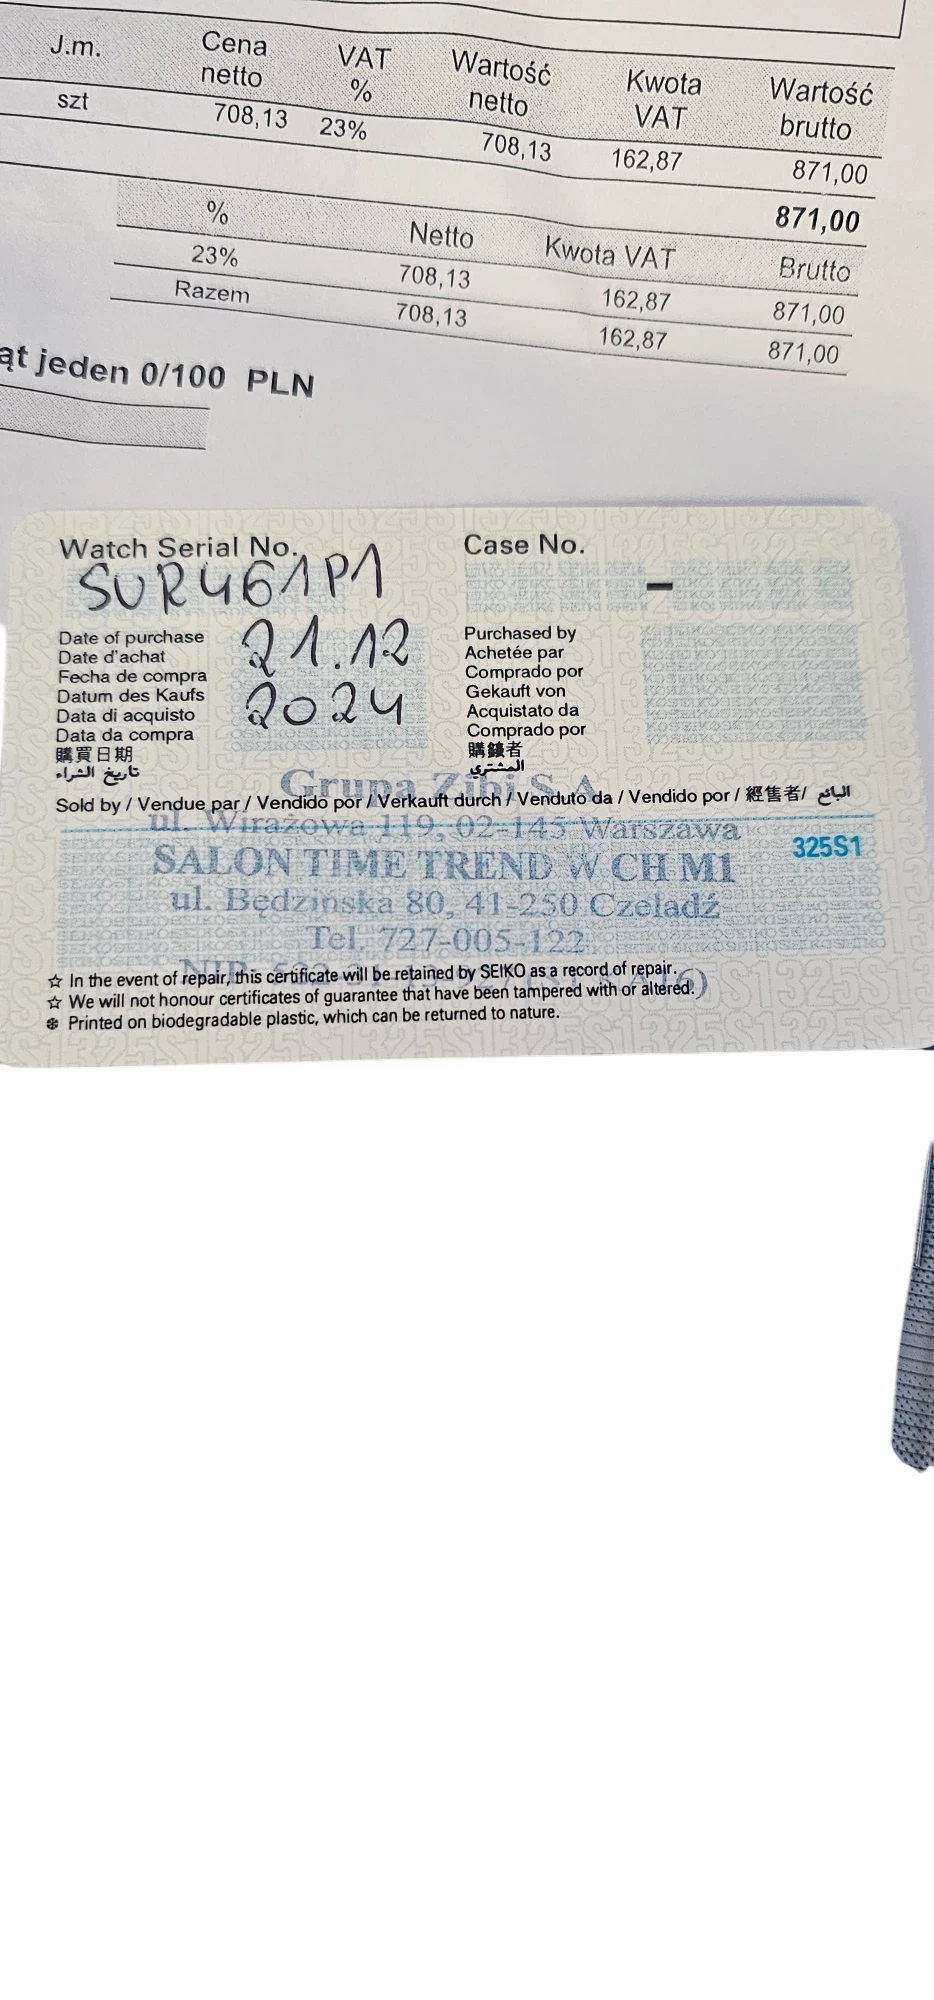 J.m. Cena netto VAT % Wartość netto Kwota VAT Wartość brutto
szt 708,13 23% 708,13 162,87 871,00
871,00
% Netto Kwota VAT Brutto
23% 708,13 162,87 871,00
Razem 708,13 162,87 871,00
ąt jeden 0/100 PLN
Watch Serial No. Case No.
SUR461P1 –
Date of purchase 21.12 Purchased by
Date d'achat Achetée par
Fecha de compra Comprado por
Datum des Kaufs 2024 Gekauft von
Data di acquisto Acquistato da
Data da compra Comprado por
購買日期 購錶者
تاريخ الشراء المشتري
Grupa Zibi S.A.
Sold by / Vendue par / Vendido por / Verkauft durch / Venduto da / Vendido por / 經售者/ البائع
ul. Wirażowa 119, 02-145 Warszawa
325S1
SALON TIME TREND W CH M1
ul. Będzińska 80, 41-250 Czeladź
Tel. 727-005-122
☆ In the event of repair, this certificate will be retained by SEIKO as a record of repair.
☆ We will not honour certificates of guarantee that have been tampered with or altered.
❄ Printed on biodegradable plastic, which can be returned to nature.